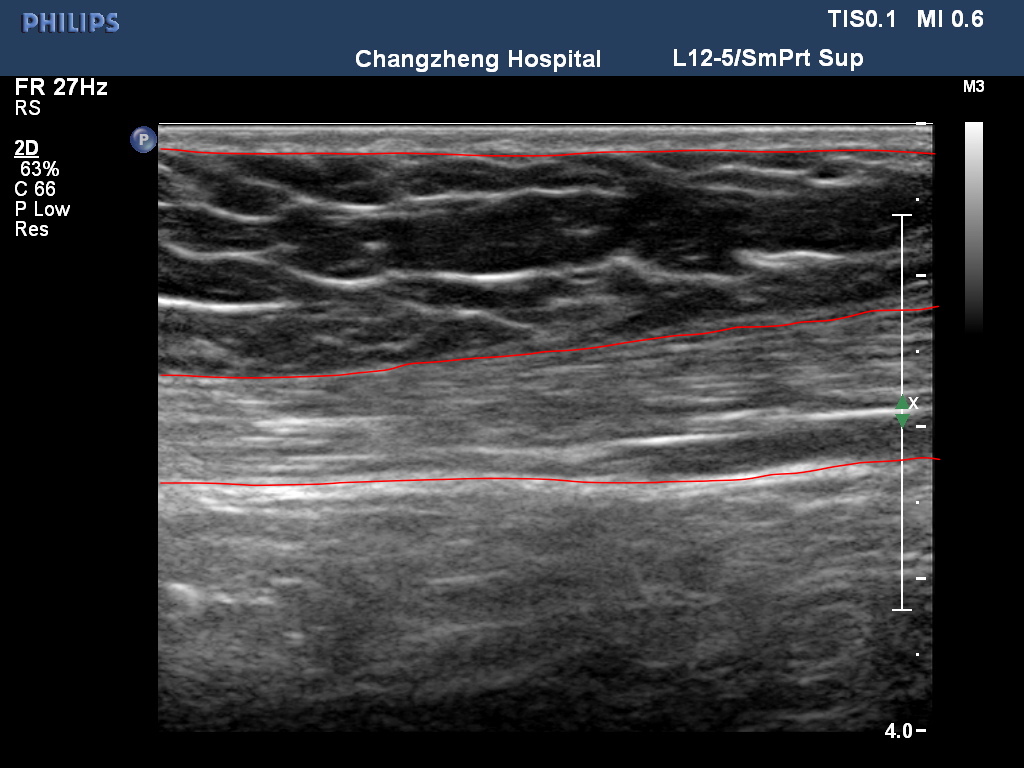 PHILIPS
TIS0.1 MI 0.6
Changzheng Hospital
L12-5/SmPrt Sup
FR 27Hz
RS
M3
P
2D
63%
C 66
P Low
Res
X
4.0